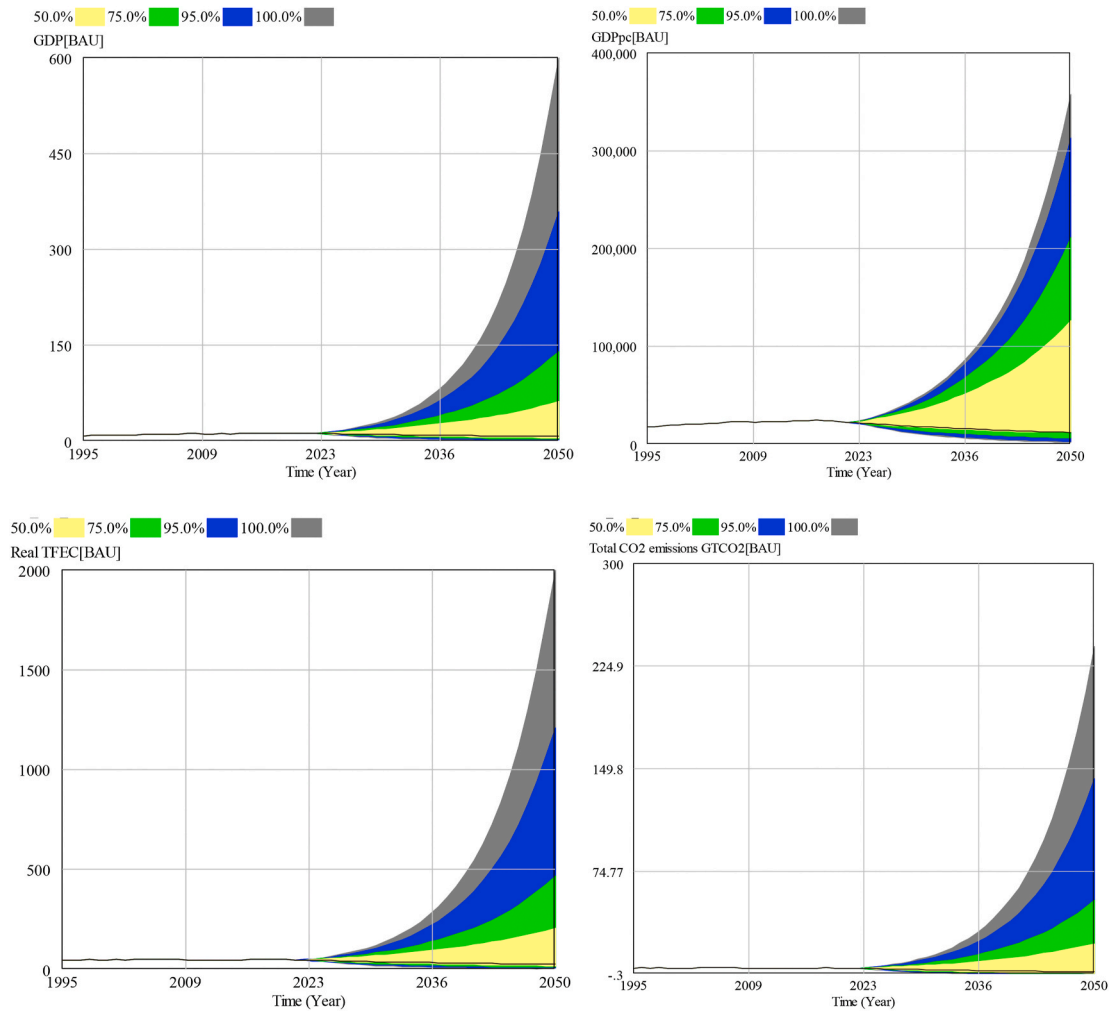 50.0% 75.0% 95.0% 100.0%
GDP[BAU]
600
450
300
150
0
1995 2009 2023 2036 2050
Time (Year)
50.0% 75.0% 95.0% 100.0%
GDPpc[BAU]
400,000
300,000
200,000
100,000
0
1995 2009 2023 2036 2050
Time (Year)
50.0% 75.0% 95.0% 100.0%
Real TFEC[BAU]
2000
1500
1000
500
0
1995 2009 2023 2036 2050
Time (Year)
50.0% 75.0% 95.0% 100.0%
Total CO2 emissions GTCO2[BAU]
300
224.9
149.8
74.77
-.3
1995 2009 2023 2036 2050
Time (Year)